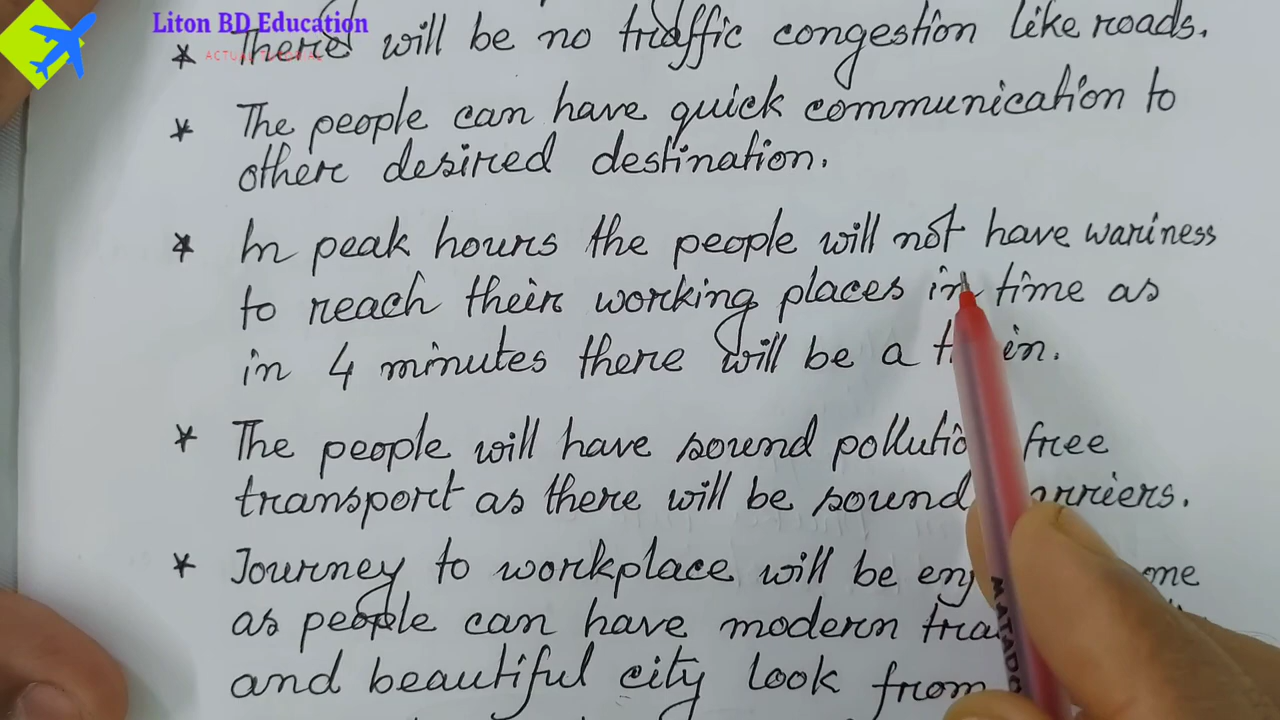 Liton BD Education
ACTUAL TUTORIAL
* There will be no traffic congestion like roads.
* The people can have quick communication to
other desired destination.
* In peak hours the people will not have wariness
to reach their working places in time as
in 4 minutes there will be a
* The people will have sound pollution free
transport as there will be sound
* Journey to workplace will be
as people can have modern
and beautiful city look from
MATADO